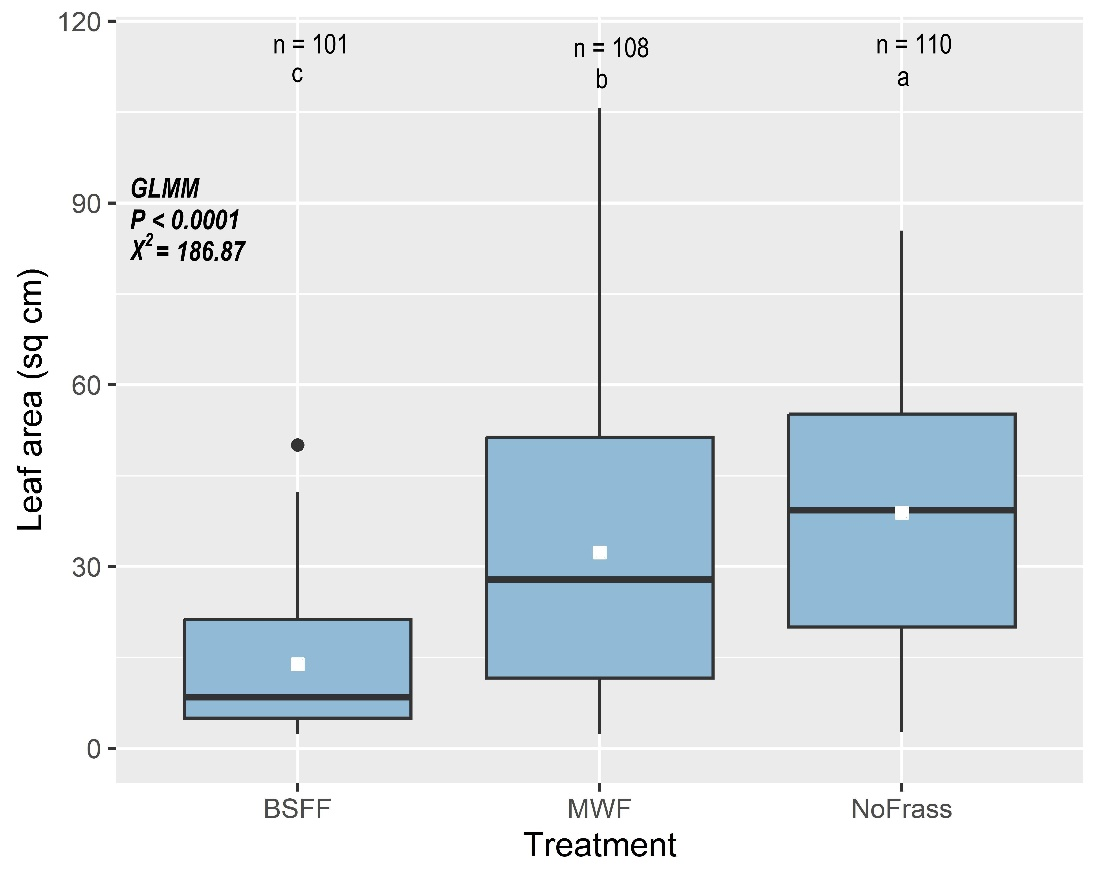 120
n = 101
n = 108
n = 110
c
b
a
GLMM
P < 0.0001
X² = 186.87
90
60
30
0
Leaf area (sq cm)
BSFF
MWF
NoFrass
Treatment